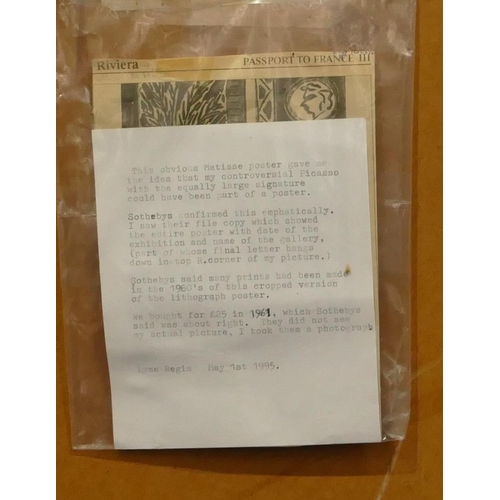 Riviera PASSPORT TO FRANCE III
This obvious Matisse poster gave me
the idea that my controversial Picasso
with the equally large signature
could have been part of a poster.
Sothebys confirmed this emphatically.
I saw their file copy which showed
the entire poster with date of the
exhibition and name of the gallery,
(part of whose final letter hangs
down in top R.corner of my picture.)
Sothebys said many prints had been made
in the 1960's of this cropped version
of the lithograph poster.
We bought for £25 in 1961, which Sothebys
said was about right. They did not see
my actual picture, I took them a photograph
Lyme Regis May 1st 1995.